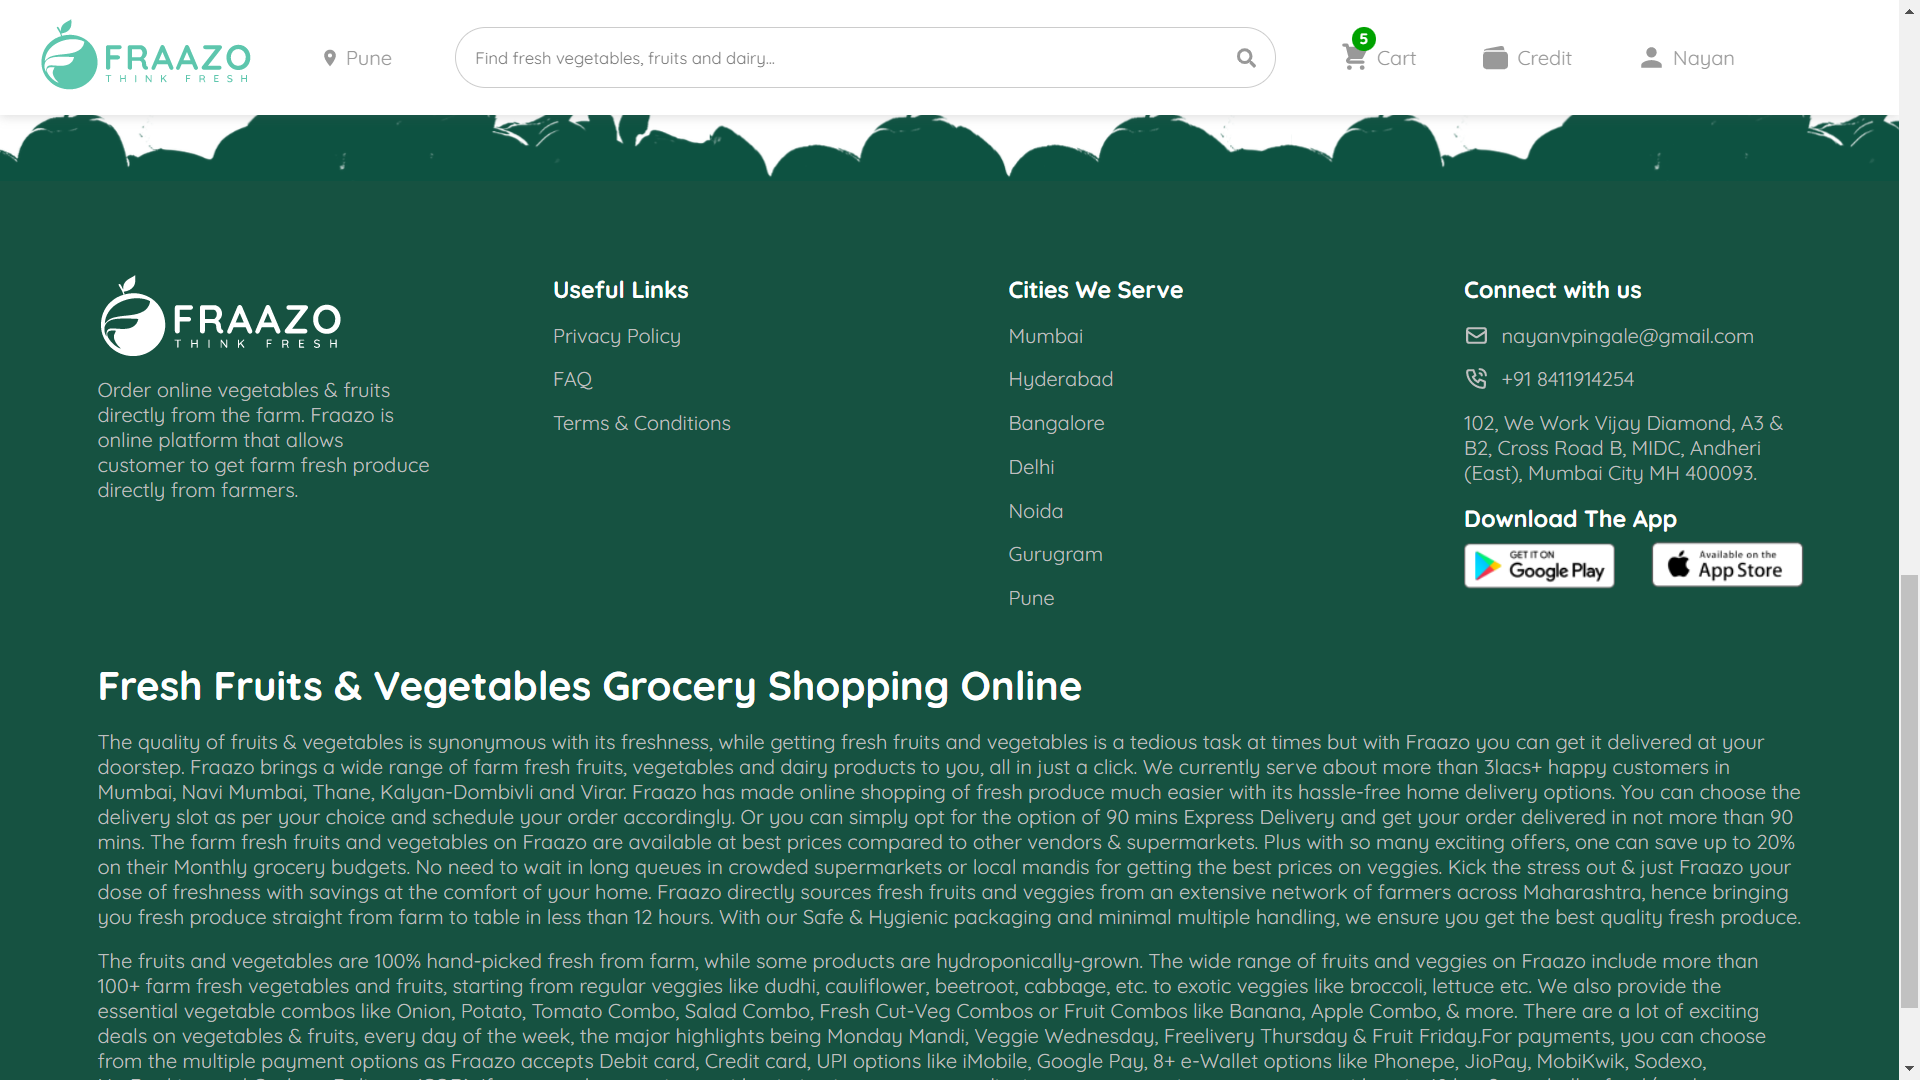 FRAAZO
THINK FRESH
Pune
Find fresh vegetables, fruits and dairy...
5
Cart
Credit
Nayan
FRAAZO
THINK FRESH
Order online vegetables & fruits
directly from the farm. Fraazo is
online platform that allows
customer to get farm fresh produce
directly from farmers.
Useful Links
Privacy Policy
FAQ
Terms & Conditions
Cities We Serve
Mumbai
Hyderabad
Bangalore
Delhi
Noida
Gurugram
Pune
Connect with us
nayanvpingale@gmail.com
+91 8411914254
102, We Work Vijay Diamond, A3 &
B2, Cross Road B, MIDC, Andheri
(East), Mumbai City MH 400093.
Download The App
GET IT ON
Google Play
Available on the
App Store
Fresh Fruits & Vegetables Grocery Shopping Online
The quality of fruits & vegetables is synonymous with its freshness, while getting fresh fruits and vegetables is a tedious task at times but with Fraazo you can get it delivered at your
doorstep. Fraazo brings a wide range of farm fresh fruits, vegetables and dairy products to you, all in just a click. We currently serve about more than 3lacs+ happy customers in
Mumbai, Navi Mumbai, Thane, Kalyan-Dombivli and Virar. Fraazo has made online shopping of fresh produce much easier with its hassle-free home delivery options. You can choose the
delivery slot as per your choice and schedule your order accordingly. Or you can simply opt for the option of 90 mins Express Delivery and get your order delivered in not more than 90
mins. The farm fresh fruits and vegetables on Fraazo are available at best prices compared to other vendors & supermarkets. Plus with so many exciting offers, one can save up to 20%
on their Monthly grocery budgets. No need to wait in long queues in crowded supermarkets or local mandis for getting the best prices on veggies. Kick the stress out & just Fraazo your
dose of freshness with savings at the comfort of your home. Fraazo directly sources fresh fruits and veggies from an extensive network of farmers across Maharashtra, hence bringing
you fresh produce straight from farm to table in less than 12 hours. With our Safe & Hygienic packaging and minimal multiple handling, we ensure you get the best quality fresh produce.
The fruits and vegetables are 100% hand-picked fresh from farm, while some products are hydroponically-grown. The wide range of fruits and veggies on Fraazo include more than
100+ farm fresh vegetables and fruits, starting from regular veggies like dudhi, cauliflower, beetroot, cabbage, etc. to exotic veggies like broccoli, lettuce etc. We also provide the
essential vegetable combos like Onion, Potato, Tomato Combo, Salad Combo, Fresh Cut-Veg Combos or Fruit Combos like Banana, Apple Combo, & more. There are a lot of exciting
deals on vegetables & fruits, every day of the week, the major highlights being Monday Mandi, Veggie Wednesday, Freelivery Thursday & Fruit Friday.For payments, you can choose
from the multiple payment options as Fraazo accepts Debit card, Credit card, UPI options like iMobile, Google Pay, 8+ e-Wallet options like Phonepe, JioPay, MobiKwik, Sodexo,